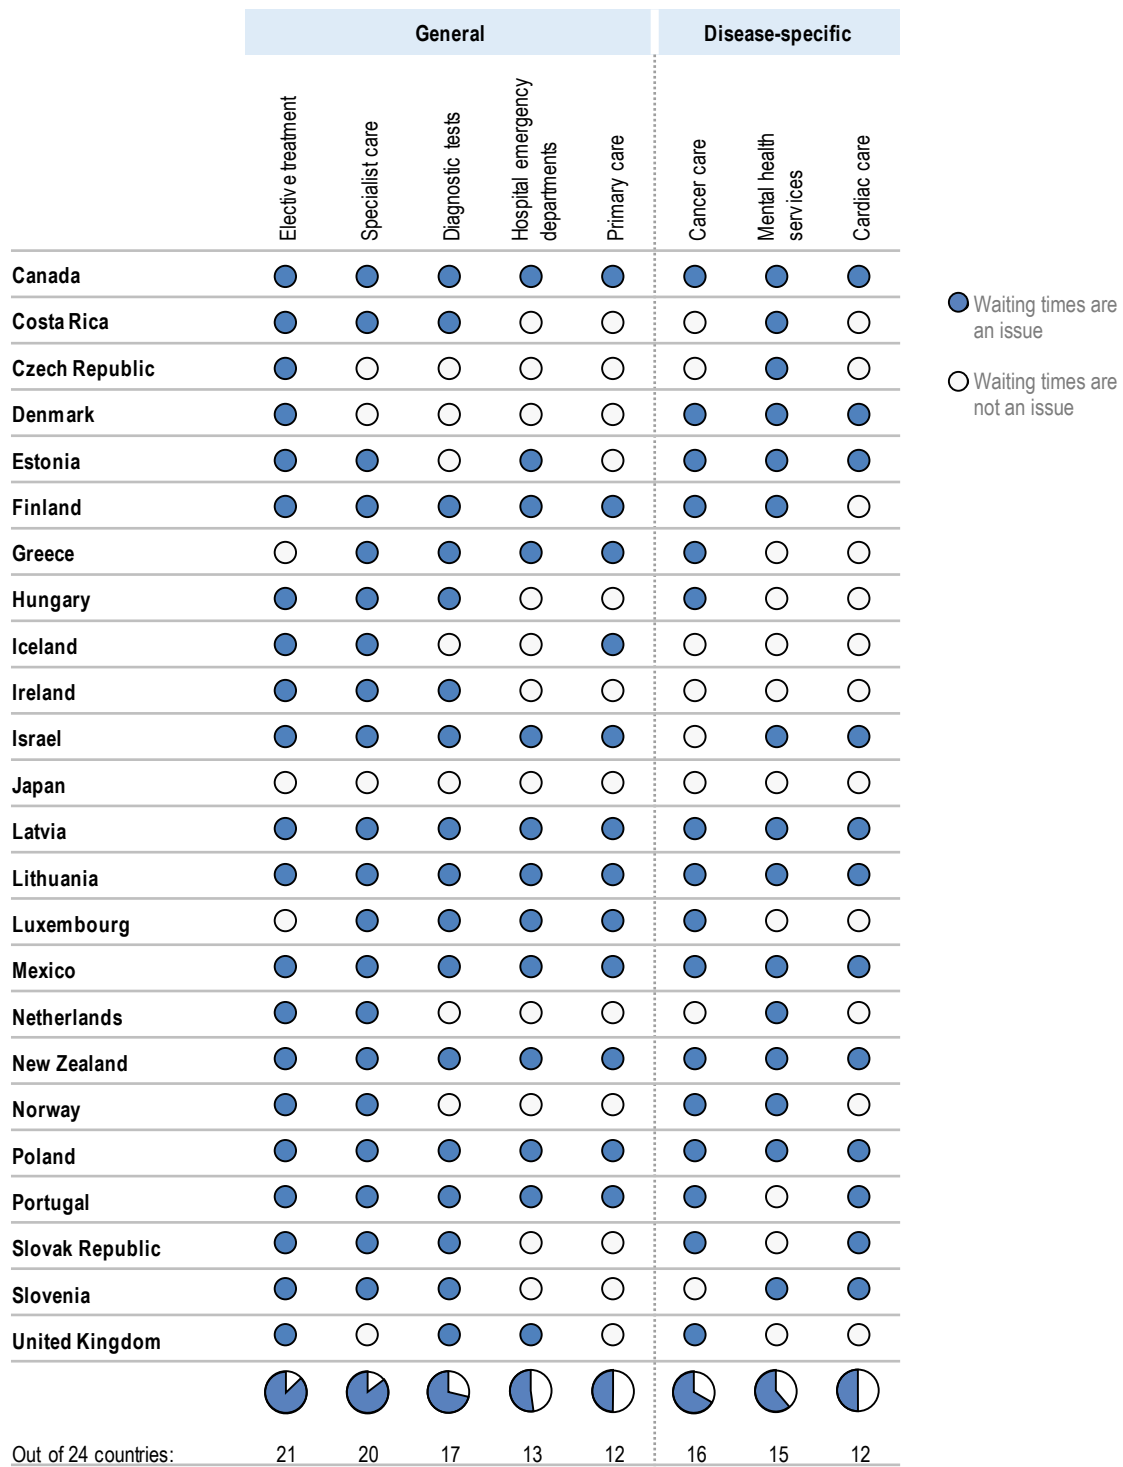 General
Disease-specific
Elective treatment
Specialist care
Diagnostic tests
Hospital emergency
departments
Primary care
Cancer care
Mental health
services
Cardiac care
Canada
Costa Rica
Czech Republic
Denmark
Estonia
Finland
Greece
Hungary
Iceland
Ireland
Israel
Japan
Latvia
Lithuania
Luxembourg
Mexico
Netherlands
New Zealand
Norway
Poland
Portugal
Slovak Republic
Slovenia
United Kingdom
Out of 24 countries: 21 20 17 13 12 16 15 12
Waiting times are
an issue
Waiting times are
not an issue